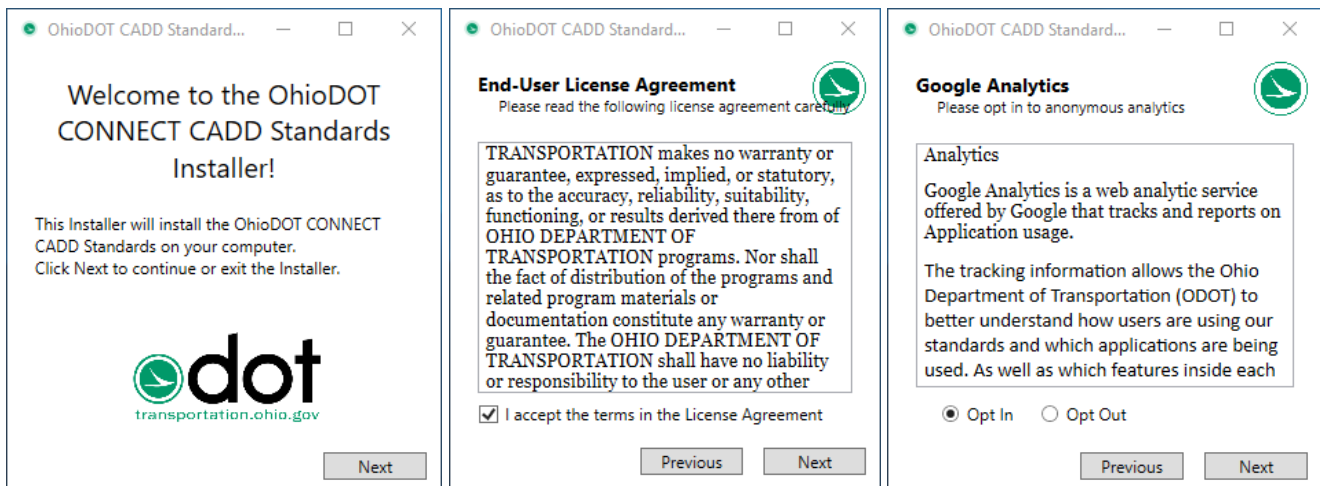 OhioDOT CADD Standard...
Welcome to the OhioDOT
CONNECT CADD Standards
Installer!
This Installer will install the OhioDOT CONNECT
CADD Standards on your computer.
Click Next to continue or exit the Installer.
dot
transportation.ohio.gov
Next
OhioDOT CADD Standard...
End-User License Agreement
Please read the following license agreement carefully
TRANSPORTATION makes no warranty or
guarantee, expressed, implied, or statutory,
as to the accuracy, reliability, suitability,
functioning, or results derived there from of
OHIO DEPARTMENT OF
TRANSPORTATION programs. Nor shall
the fact of distribution of the programs and
related program materials or
documentation constitute any warranty or
guarantee. The OHIO DEPARTMENT OF
TRANSPORTATION shall have no liability
or responsibility to the user or any other
I accept the terms in the License Agreement
Previous
Next
OhioDOT CADD Standard...
Google Analytics
Please opt in to anonymous analytics
Analytics
Google Analytics is a web analytic service
offered by Google that tracks and reports on
Application usage.
The tracking information allows the Ohio
Department of Transportation (ODOT) to
better understand how users are using our
standards and which applications are being
used. As well as which features inside each
Opt In
Opt Out
Previous
Next